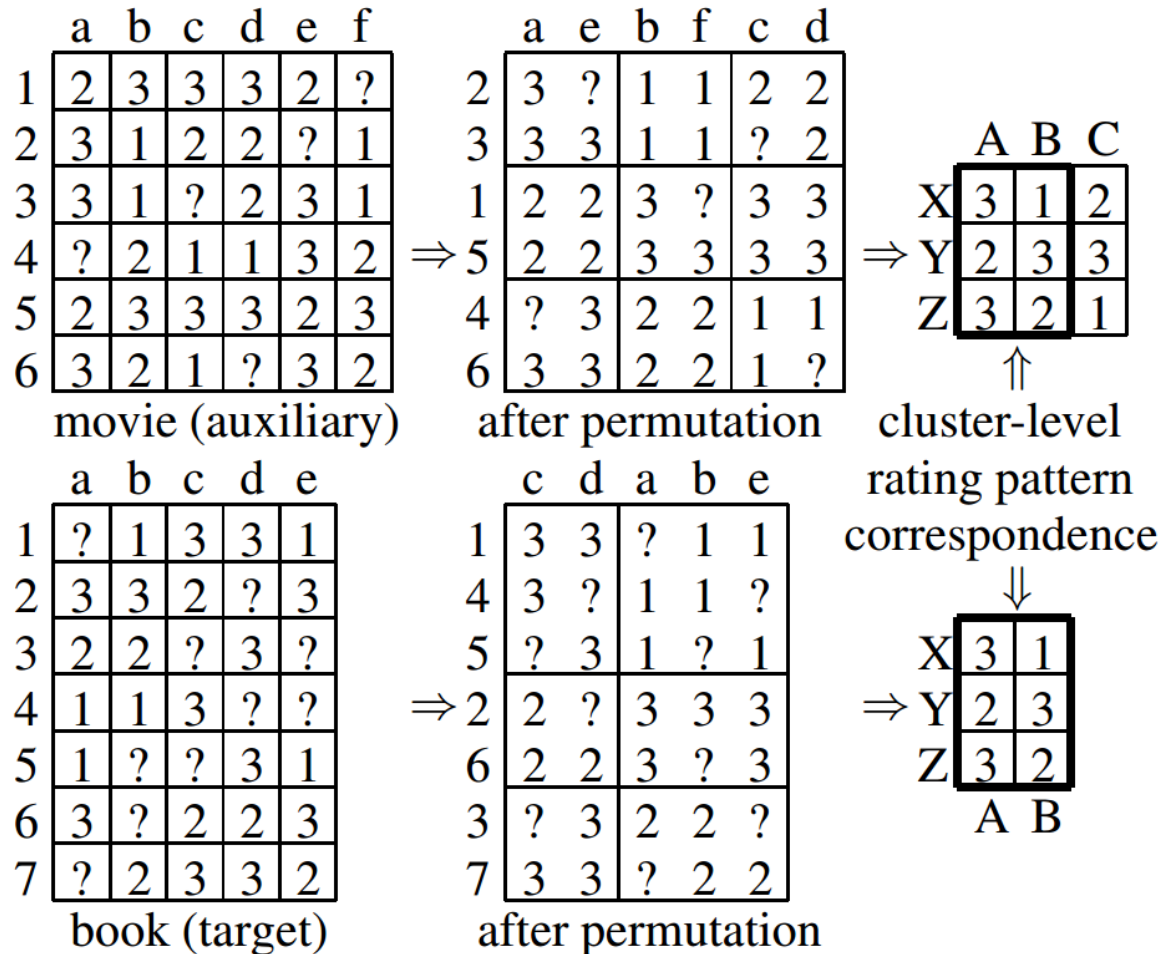 a b c d e f
1 2 3 3 3 2 ?
2 3 1 2 2 ? 1
3 3 1 ? 2 3 1
4 ? 2 1 1 3 2
5 2 3 3 3 2 3
6 3 2 1 ? 3 2
movie (auxiliary)
⇒
a e b f c d
2 3 ? 1 1 2 2
3 3 3 1 1 ? 2
1 2 2 3 ? 3 3
5 2 2 3 3 3 3
4 ? 3 2 2 1 1
6 3 3 2 2 1 ?
after permutation
⇒
A B C
X 3 1 2
Y 2 3 3
Z 3 2 1
⇑
cluster-level
rating pattern
correspondence
⇓
a b c d e
1 ? 1 3 3 1
2 3 3 2 ? 3
3 2 2 ? 3 ?
4 1 1 3 ? ?
5 1 ? ? 3 1
6 3 ? 2 2 3
7 ? 2 3 3 2
book (target)
⇒
c d a b e
1 3 3 ? 1 1
4 3 ? 1 1 ?
5 ? 3 1 ? 1
2 2 ? 3 3 3
6 2 2 3 ? 3
3 ? 3 2 2 ?
7 3 3 ? 2 2
after permutation
⇒
X 3 1
Y 2 3
Z 3 2
A B